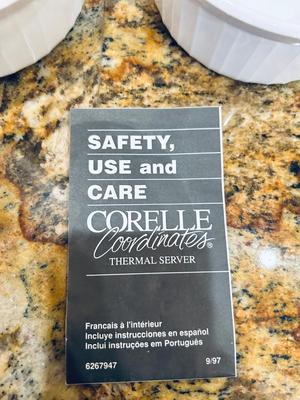 SAFETY,
USE and
CARE
CORELLE
Coordinates®
THERMAL SERVER
Francais à l'intérieur
Incluye instrucciones en español
Inclui instruções em Português
6267947 9/97